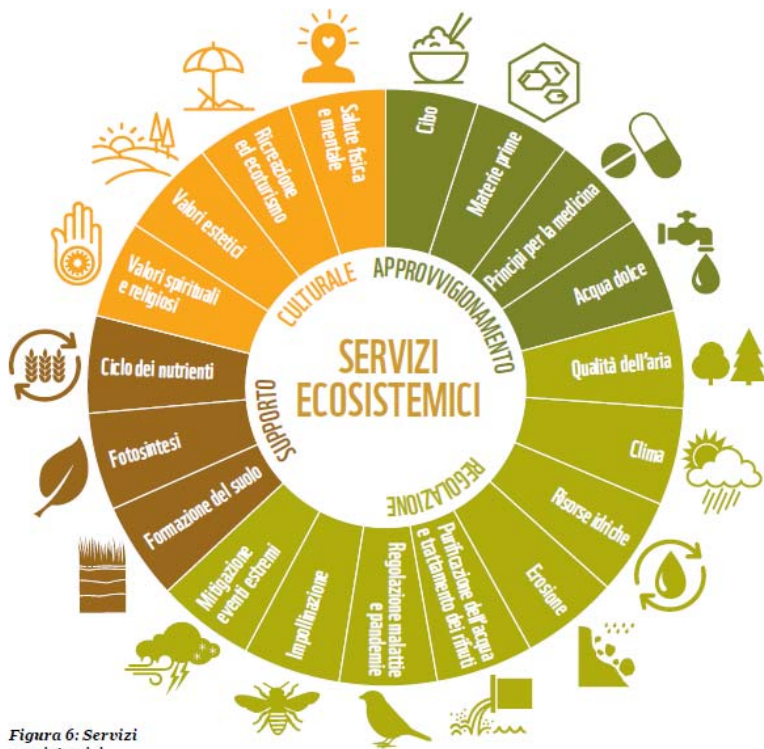 SERVIZI
ECOSISTEMICI
APPROVVIGIONAMENTO
Cibo
Materie prime
Principi per la medicina
Acqua dolce
REGOLAZIONE
Qualità dell'aria
Clima
Risorse idriche
Erosione
Purificazione dell'acqua
e trattamento dei rifiuti
Regolazione malattie
e pandemie
Impollinazione
Mitigazione
eventi estremi
SUPPORTO
Formazione del suolo
Fotosintesi
Ciclo dei nutrienti
CULTURALE
Valori spirituali
e religiosi
Valori estetici
Ricreazione
ed ecoturismo
Salute fisica
e mentale
Figura 6: Servizi